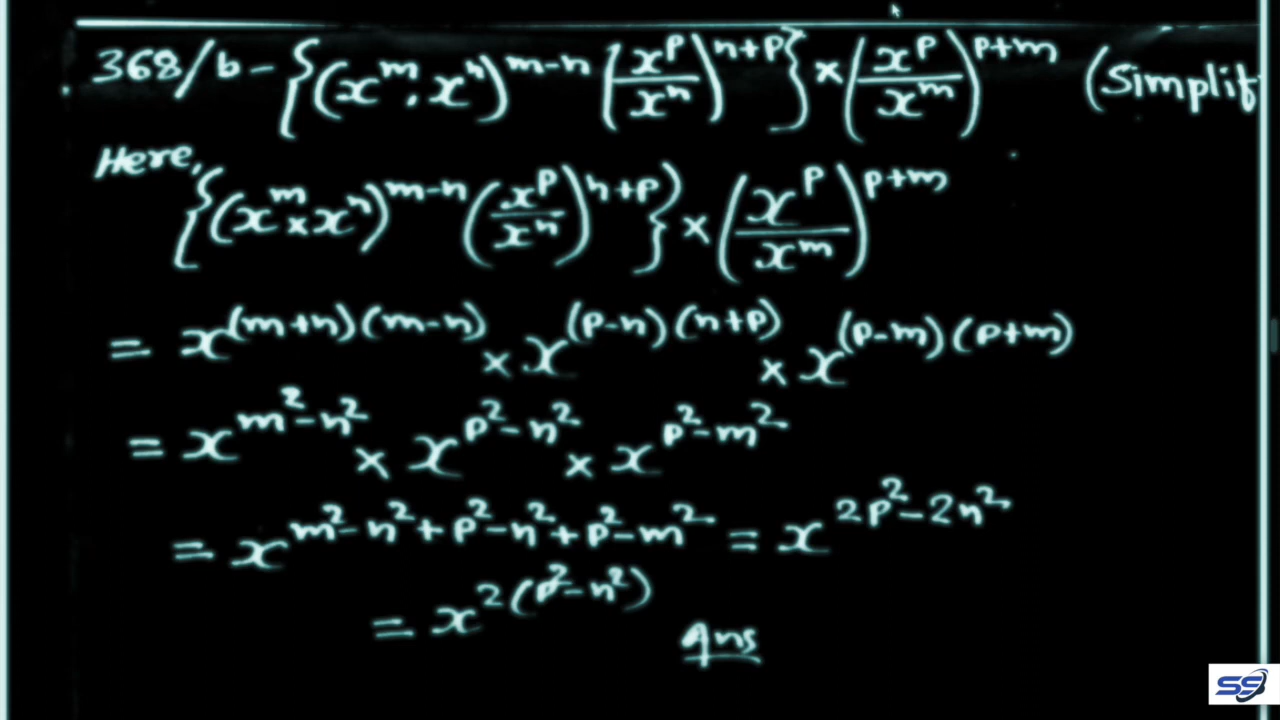 368/b - {(x^m . x^n)^(m-n) (x^p/x^n)^(n+p)} × (x^p/x^m)^(p+m) (Simplif
Here,
{(x^m × x^n)^(m-n) (x^p/x^n)^(n+p)} × (x^p/x^m)^(p+m)
= x^(m+n)(m-n) × x^(p-n)(n+p) × x^(p-m)(p+m)
= x^(m²-n²) × x^(p²-n²) × x^(p²-m²)
= x^(m²-n²+p²-n²+p²-m²) = x^(2p²-2n²)
= x^2(p²-n²) Ans
SS